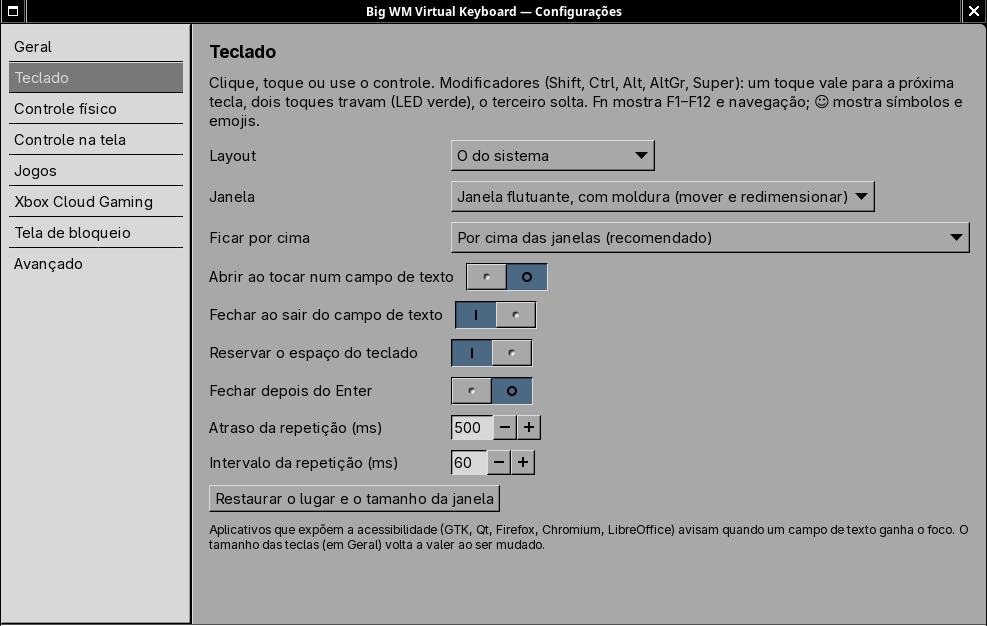 Big WM Virtual Keyboard — Configurações
Geral
Teclado
Controle físico
Controle na tela
Jogos
Xbox Cloud Gaming
Tela de bloqueio
Avançado
Teclado
Clique, toque ou use o controle. Modificadores (Shift, Ctrl, Alt, AltGr, Super): um toque vale para a próxima
tecla, dois toques travam (LED verde), o terceiro solta. Fn mostra F1–F12 e navegação; ☺ mostra símbolos e
emojis.
Layout
O do sistema
Janela
Janela flutuante, com moldura (mover e redimensionar)
Ficar por cima
Por cima das janelas (recomendado)
Abrir ao tocar num campo de texto
Fechar ao sair do campo de texto
Reservar o espaço do teclado
Fechar depois do Enter
Atraso da repetição (ms)
500
Intervalo da repetição (ms)
60
Restaurar o lugar e o tamanho da janela
Aplicativos que expõem a acessibilidade (GTK, Qt, Firefox, Chromium, LibreOffice) avisam quando um campo de texto ganha o foco. O
tamanho das teclas (em Geral) volta a valer ao ser mudado.